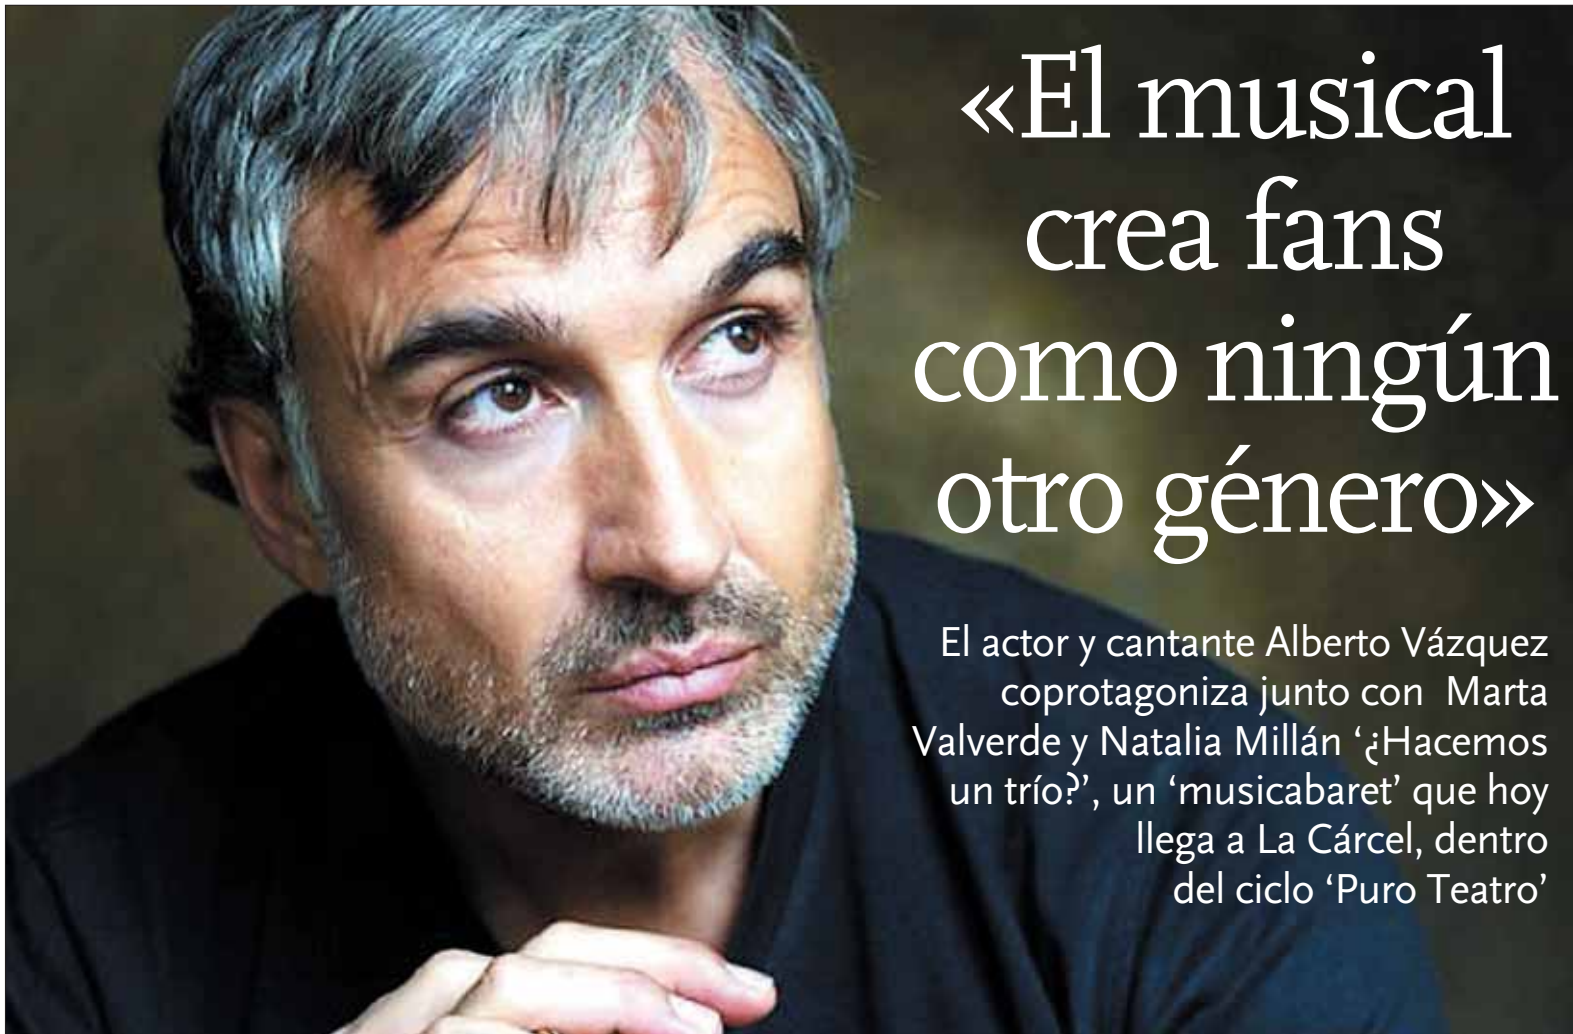 «El musical
crea fans
como ningún
otro género»
El actor y cantante Alberto Vázquez
coprotagoniza junto con Marta
Valverde y Natalia Millán ‘¿Hacemos
un trío?’, un ‘musicabaret’ que hoy
llega a La Cárcel, dentro
del ciclo ‘Puro Teatro’